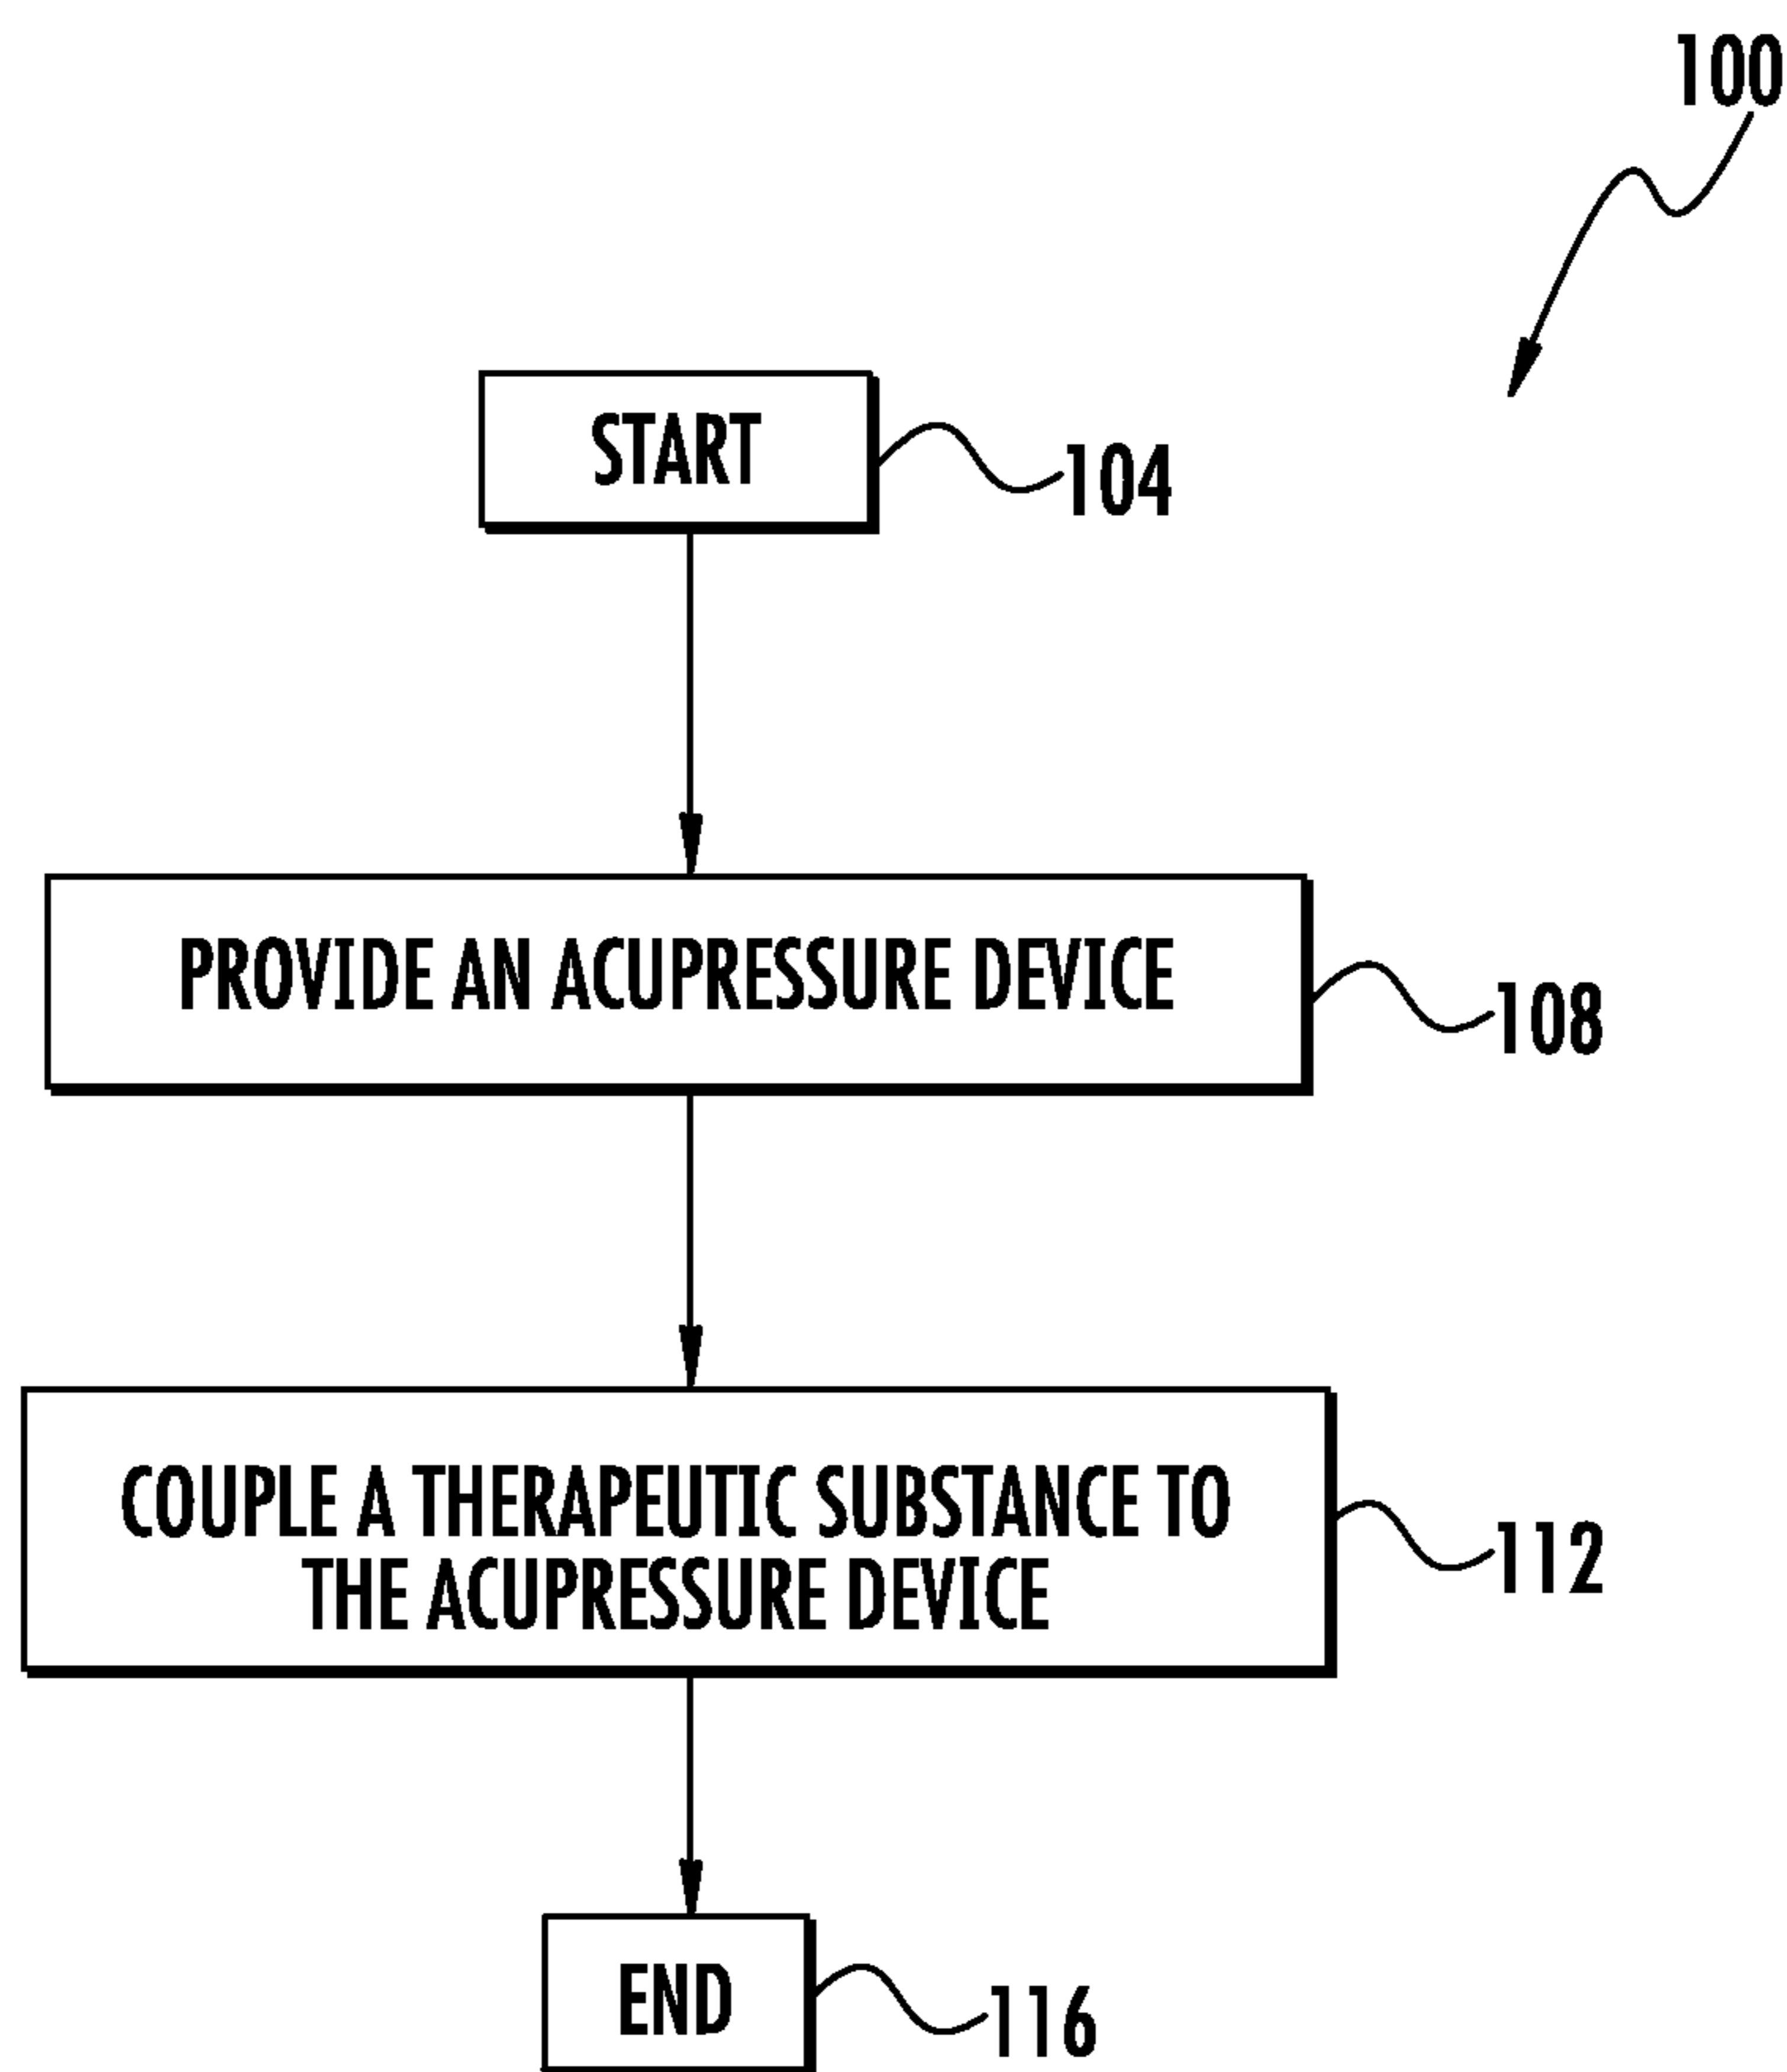 100
START
104
PROVIDE AN ACUPRESSURE DEVICE
108
COUPLE A THERAPEUTIC SUBSTANCE TO
THE ACUPRESSURE DEVICE
112
END
116